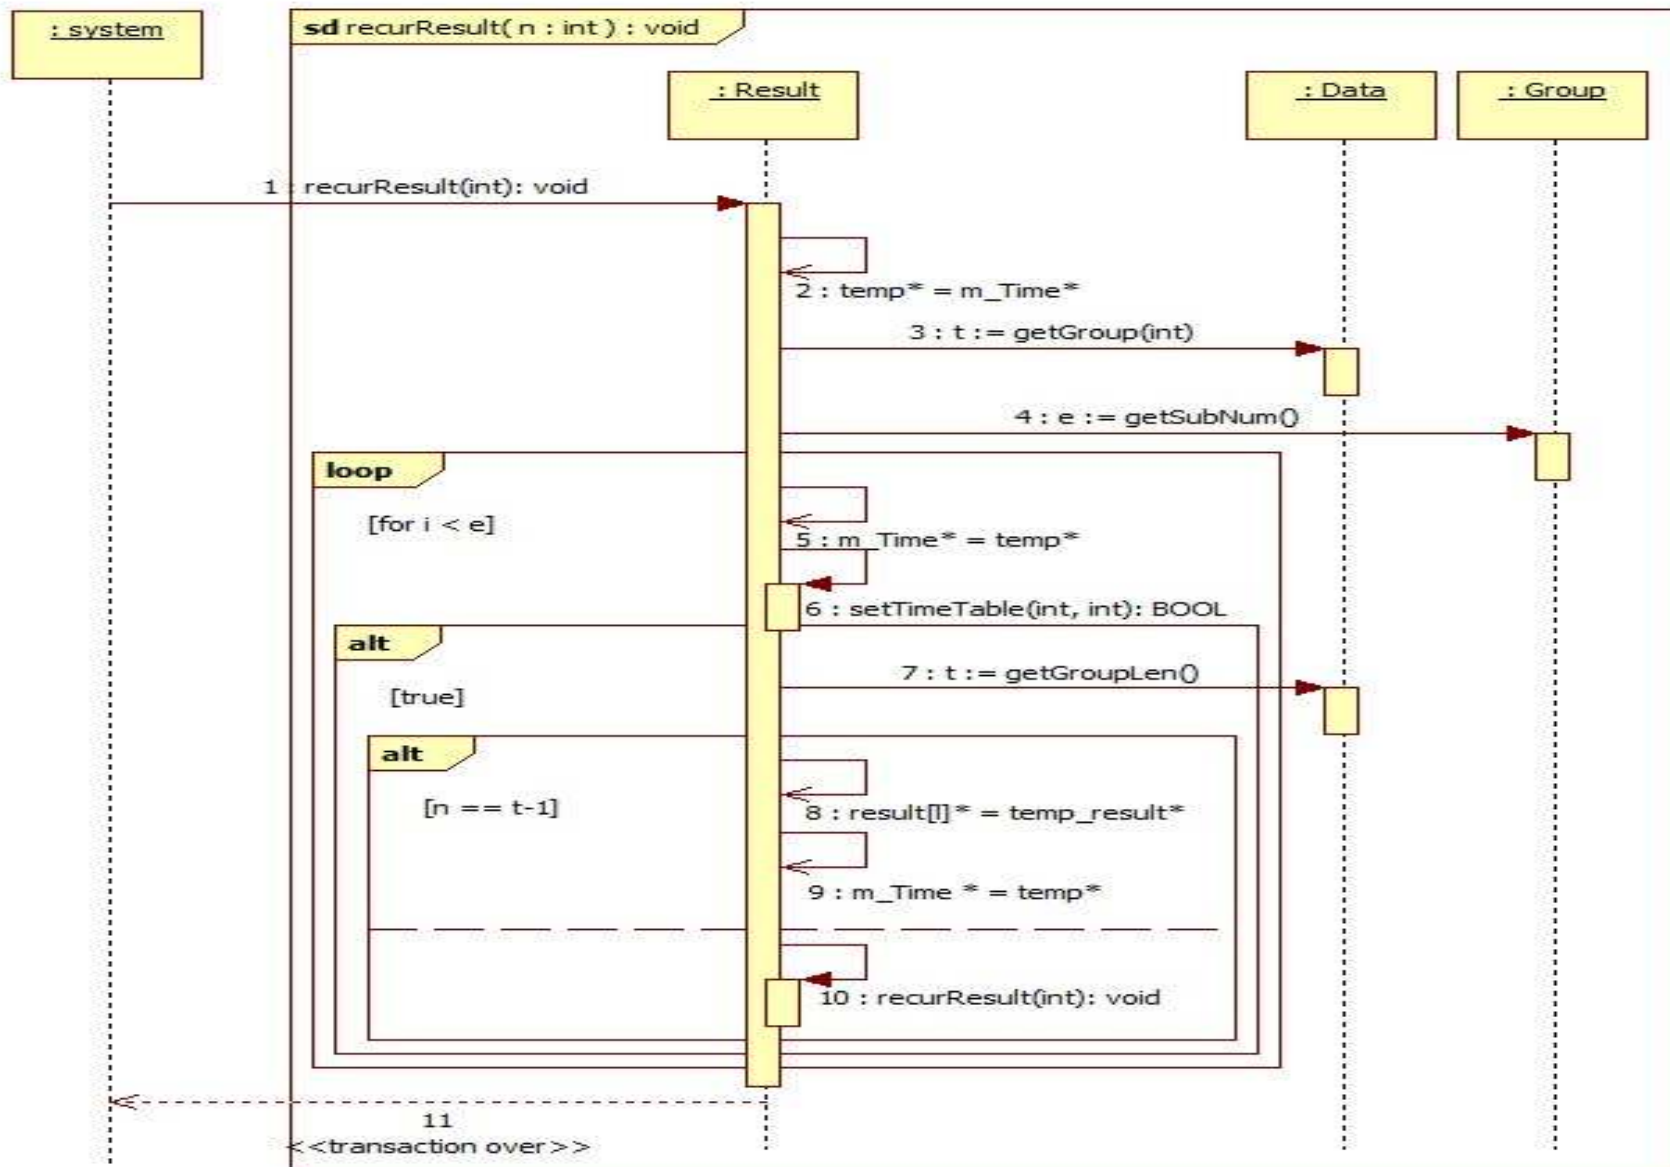 : system
sd recurResult( n : int ) : void
: Result
: Data
: Group
1 : recurResult(int): void
2 : temp* = m_Time*
3 : t := getGroup(int)
4 : e := getSubNum()
loop
[for i < e]
5 : m_Time* = temp*
6 : setTimeTable(int, int): BOOL
alt
[true]
7 : t := getGroupLen()
alt
[n == t-1]
8 : result[l]* = temp_result*
9 : m_Time * = temp*
10 : recurResult(int): void
11
<<transaction over>>